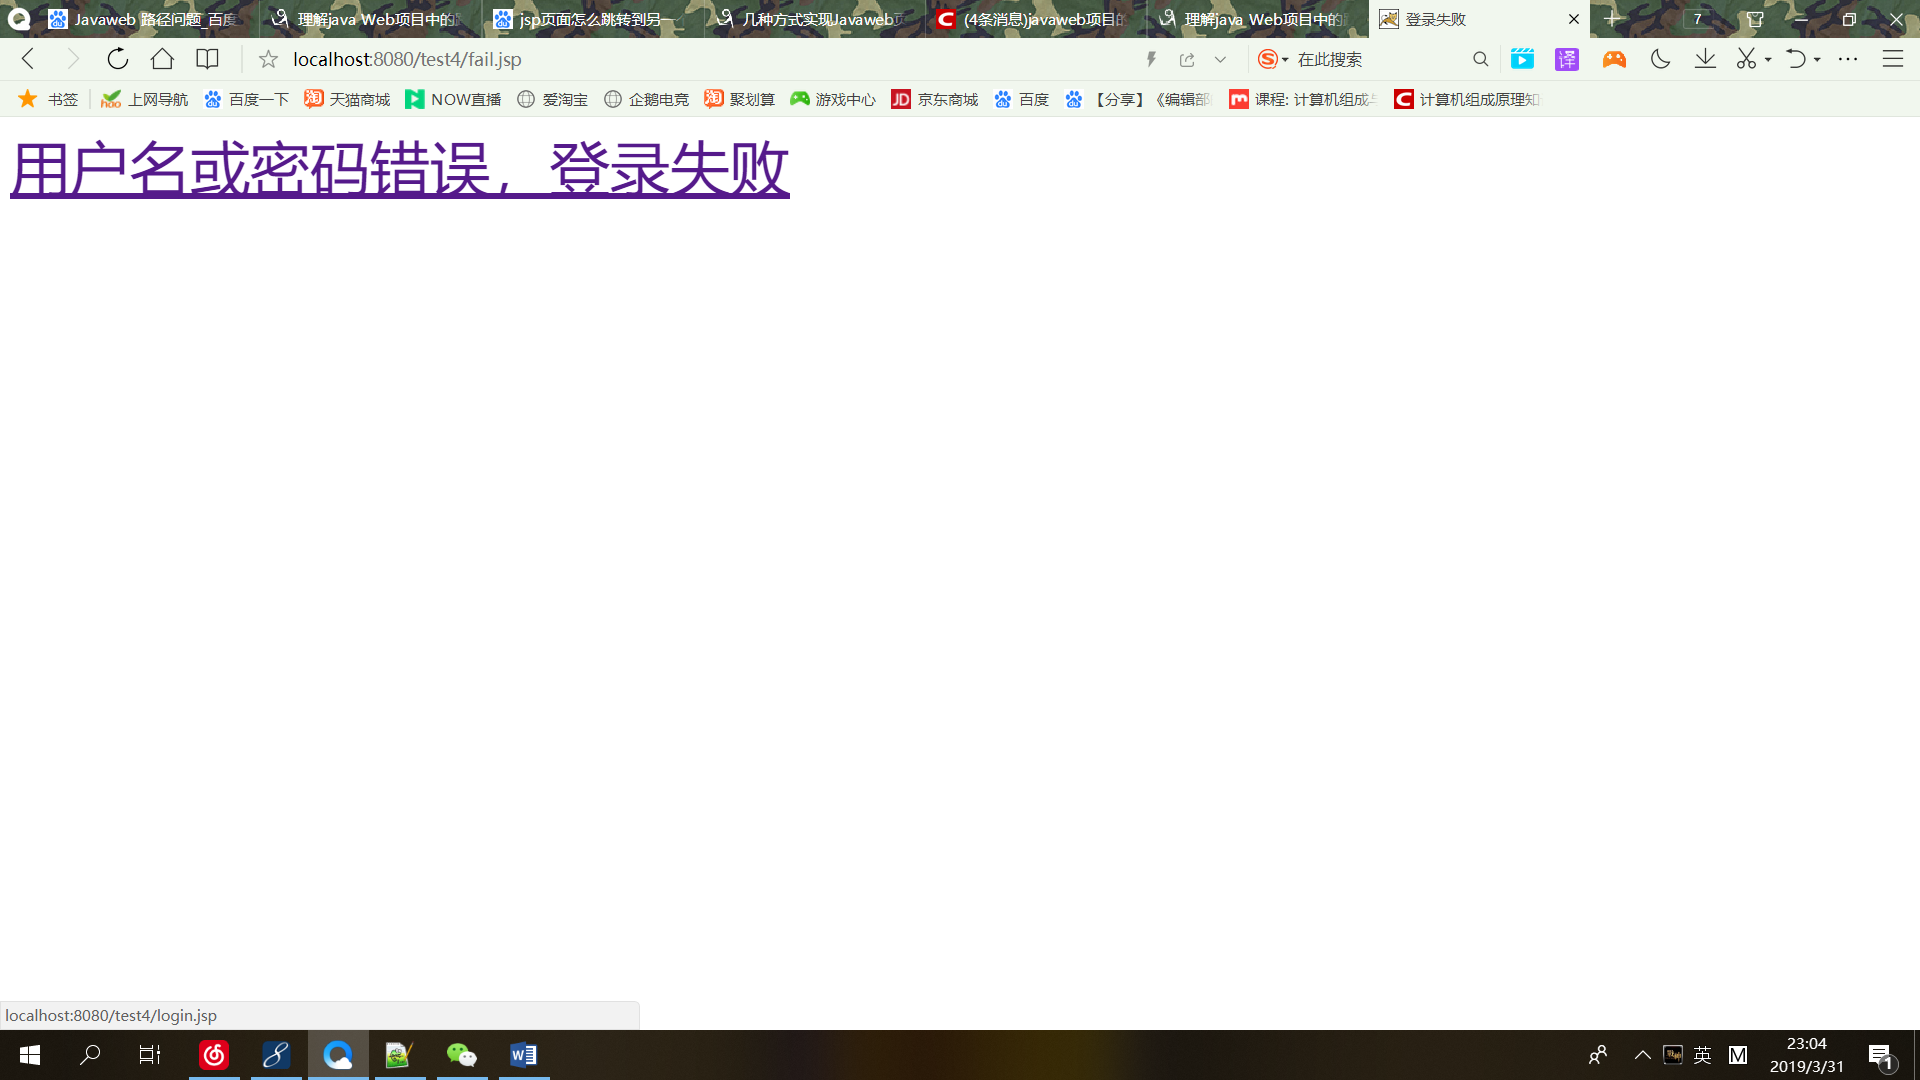 Javaweb 路径问题_百度
理解java Web项目中的
jsp页面怎么跳转到另一
几种方式实现Javaweb页
(4条消息)javaweb项目的
理解java Web项目中的
登录失败
7
localhost:8080/test4/fail.jsp
在此搜索
译
书签
上网导航
百度一下
天猫商城
NOW直播
爱淘宝
企鹅电竞
聚划算
游戏中心
京东商城
百度
【分享】《编辑部
课程: 计算机组成与
计算机组成原理知
用户名或密码错误，登录失败
localhost:8080/test4/login.jsp
英
M
23:04
2019/3/31
1